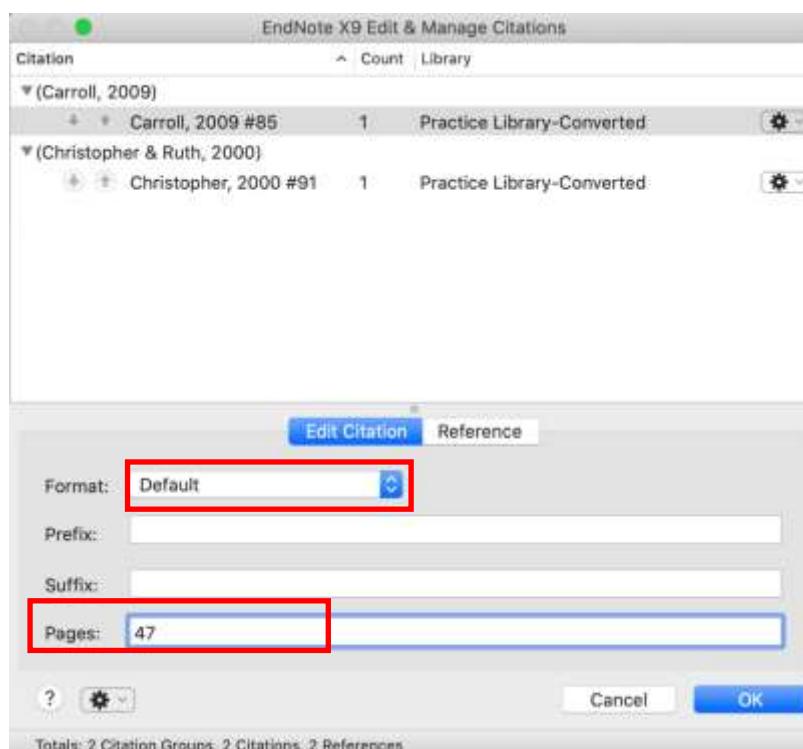 EndNote X9 Edit & Manage Citations
Citation Count Library
(Carroll, 2009)
Carroll, 2009 #85 1 Practice Library-Converted
(Christopher & Ruth, 2000)
Christopher, 2000 #91 1 Practice Library-Converted
Edit Citation Reference
Format: Default
Prefix:
Suffix:
Pages: 47
? Cancel OK
Totals: 2 Citation Groups, 2 Citations, 2 References